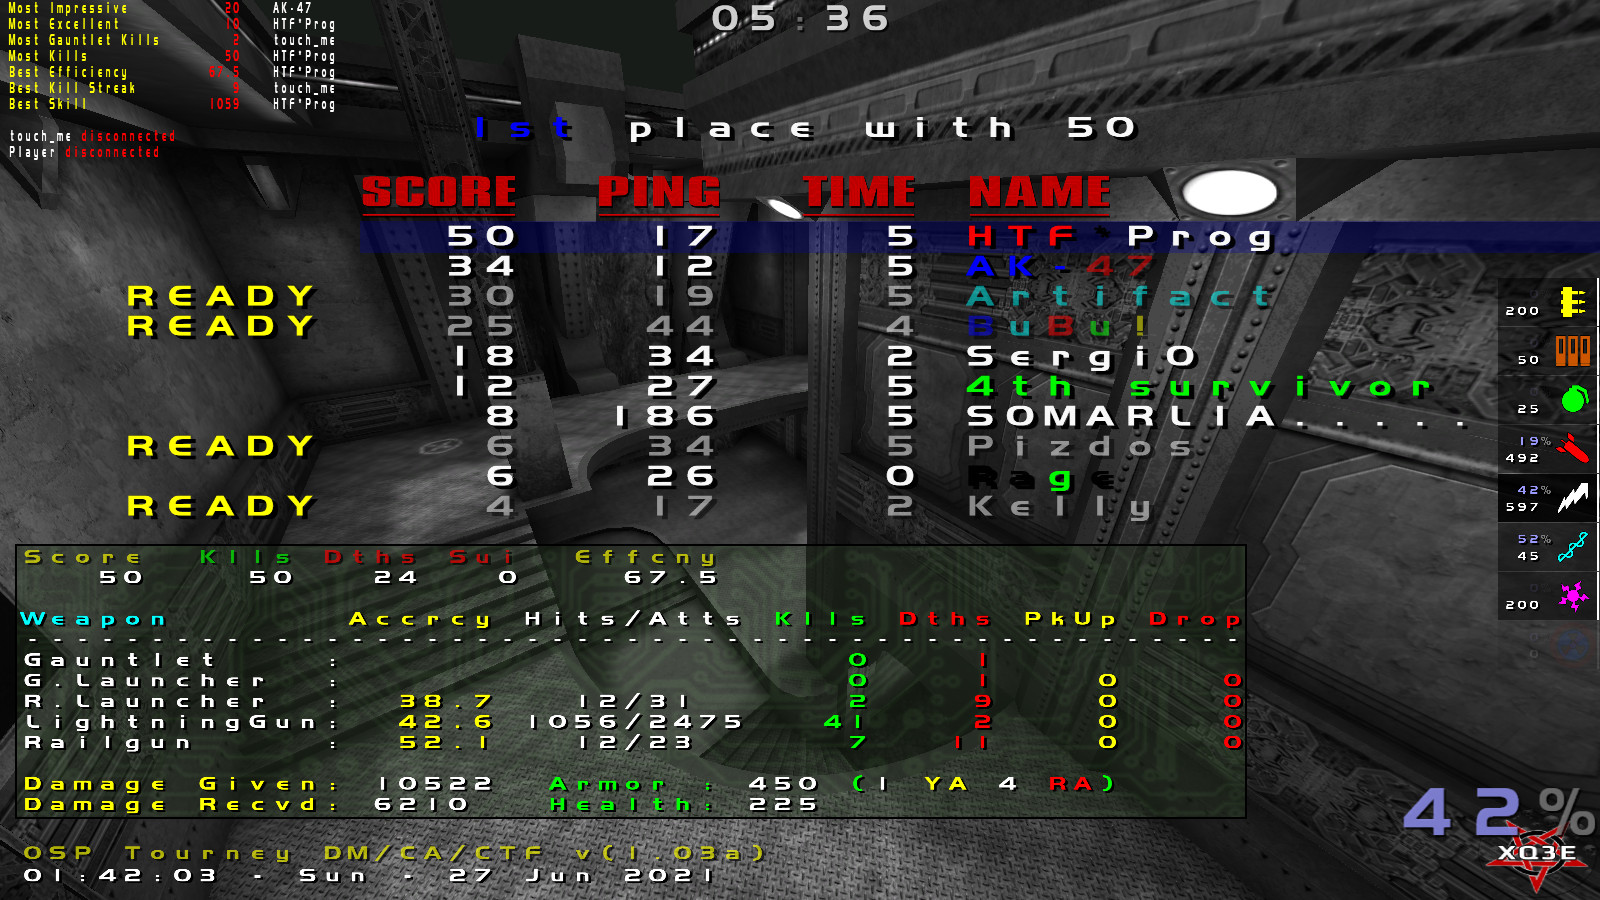 Most Impressive 20 AK-47
Most Excellent 10 HTF*Prog
Most Gauntlet Kills 2 touch_me
Most Kills 50 HTF*Prog
Best Efficiency 67.5 HTF*Prog
Best Kill Streak 9 touch_me
Best Skill 1059 HTF*Prog
touch_me disconnected
Player disconnected
05:36
1st place with 50
SCORE PING TIME NAME
50 17 5 HTF*Prog
34 12 5 AK-47
READY 30 19 5 Artifact
READY 25 44 4 BuBu!
18 34 2 Sergi0
12 27 5 4th survivor
8 186 5 SOMARLIA.....
READY 6 34 5 Pizdos
6 26 0 Rage
READY 4 17 2 Kelly
200
50
25
19%
492
42%
597
52%
45
200
0
Score Klls Dths Sui Effcny
50 50 24 0 67.5
Weapon Accrcy Hits/Atts Klls Dths PkUp Drop
Gauntlet : 0 1
G.Launcher : 0 1 0 0
R.Launcher : 38.7 12/31 2 9 0 0
LightningGun: 42.6 1056/2475 41 2 0 0
Railgun : 52.1 12/23 7 11 0 0
Damage Given: 10522 Armor : 450 (1 YA 4 RA)
Damage Recvd: 6210 Health: 225
42%
XQ3E
OSP Tourney DM/CA/CTF v(1.03a)
01:42:03 - Sun - 27 Jun 2021